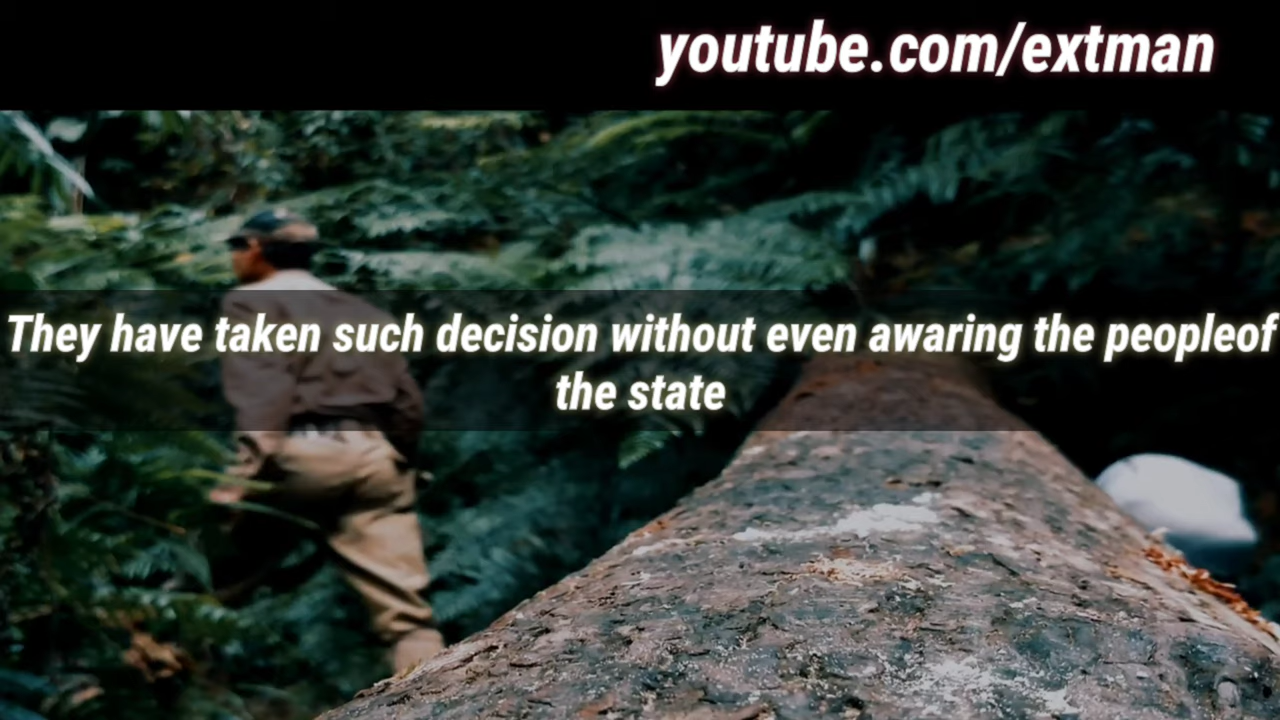 youtube.com/extman
They have taken such decision without even awaring the peopleof
the state